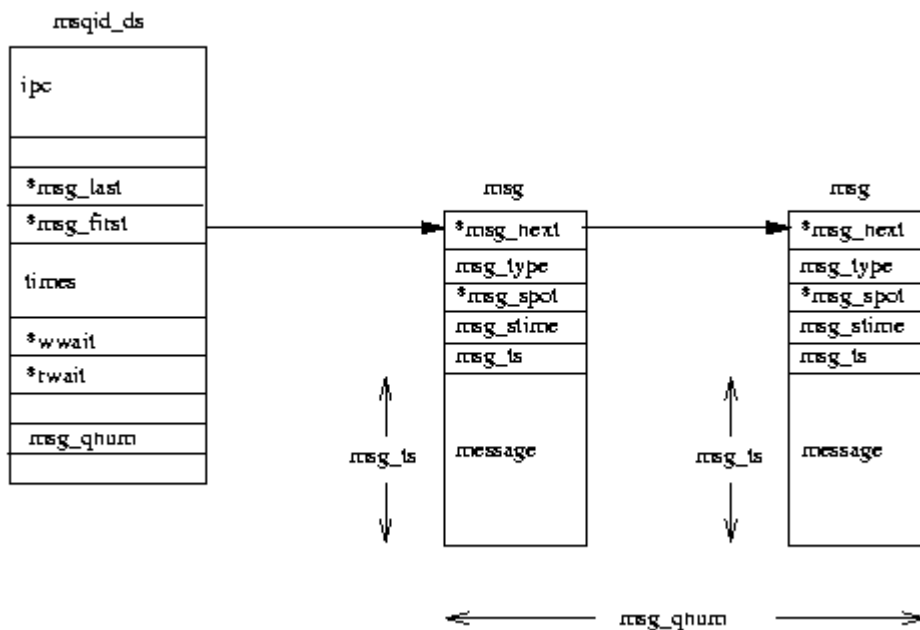 msqid_ds
ipc
*msg_last
*msg_first
times
*wwait
*rwait
msg_qnum
msg
*msg_next
msg_type
*msg_spot
msg_stime
msg_ts
message
msg_ts
msg
*msg_next
msg_type
*msg_spot
msg_stime
msg_ts
message
msg_ts
msg_qnum